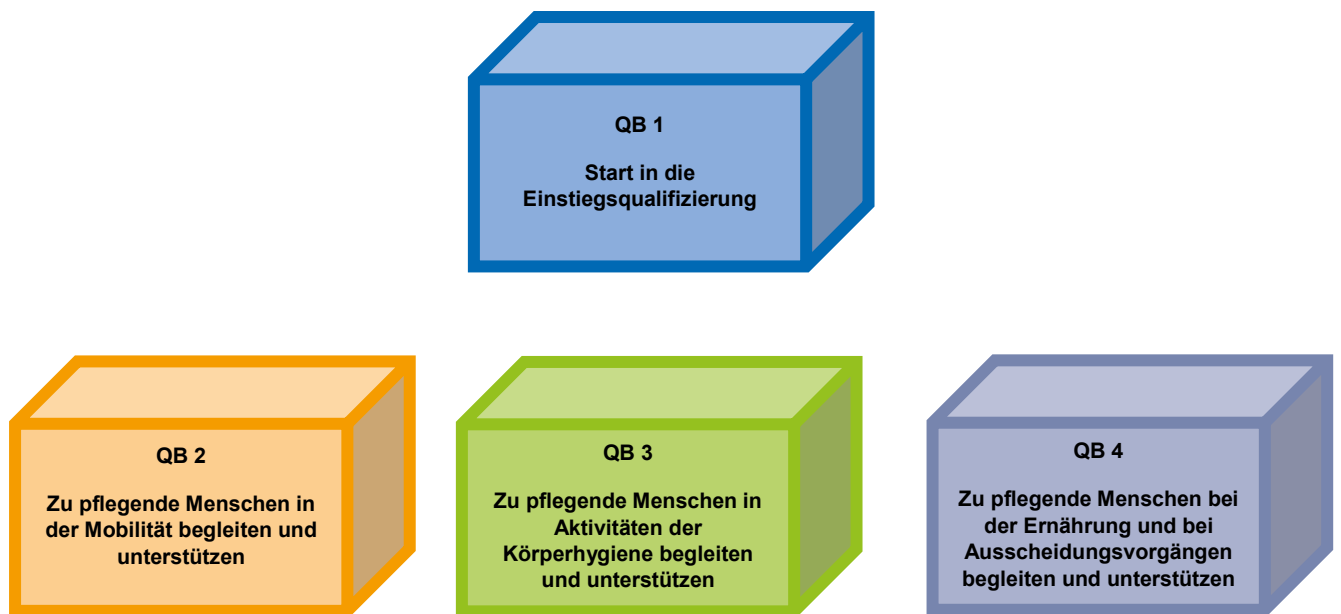 QB 1
Start in die
Einstiegsqualifizierung
QB 2
Zu pflegende Menschen in
der Mobilität begleiten und
unterstützen
QB 3
Zu pflegende Menschen in
Aktivitäten der
Körperhygiene begleiten
und unterstützen
QB 4
Zu pflegende Menschen bei
der Ernährung und bei
Ausscheidungsvorgängen
begleiten und unterstützen